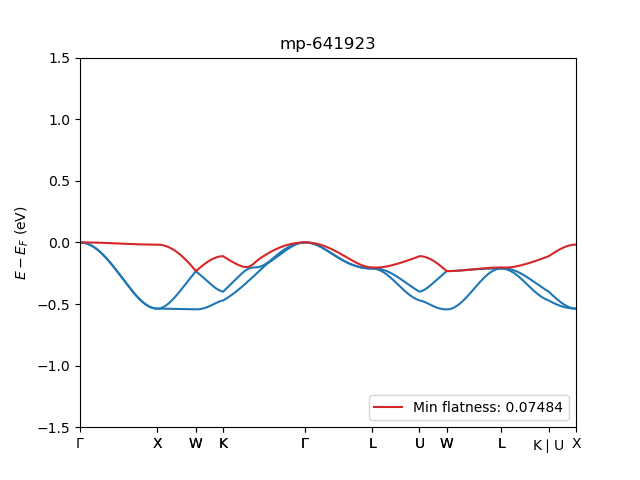 mp-641923
E − E_F (eV)
1.5
1.0
0.5
0.0
−0.5
−1.0
−1.5
Min flatness: 0.07484
Γ X W K Γ L U W L K | U X